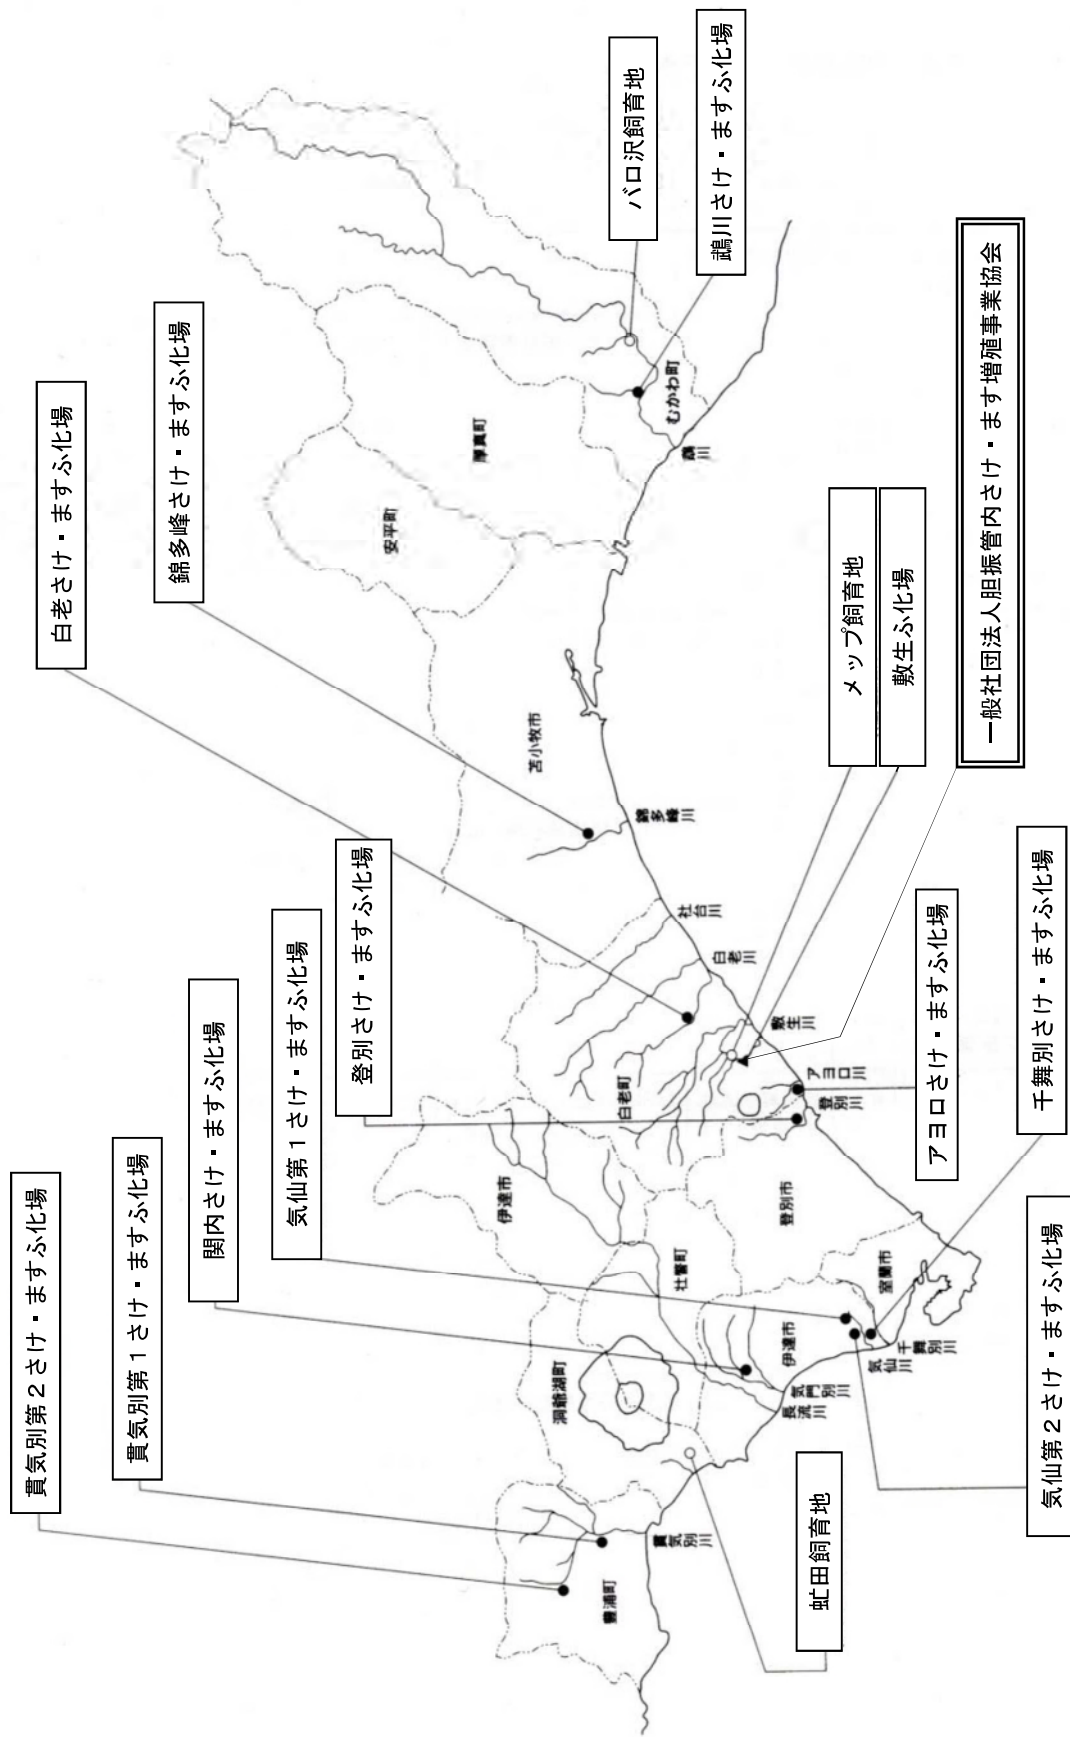 貫気別第２さけ・ますふ化場
貫気別第１さけ・ますふ化場
関内さけ・ますふ化場
気仙第１さけ・ますふ化場
登別さけ・ますふ化場
白老さけ・ますふ化場
錦多峰さけ・ますふ化場
バロ沢飼育地
鵡川さけ・ますふ化場
メップ飼育地
敷生ふ化場
一般社団法人胆振管内さけ・ます増殖事業協会
アヨロさけ・ますふ化場
千舞別さけ・ますふ化場
気仙第２さけ・ますふ化場
虻田飼育地
豊浦町
洞爺湖町
伊達市
壮瞥町
伊達市
室蘭市
登別市
白老町
苫小牧市
安平町
厚真町
むかわ町
貫気別川
長流川
気門別川
気仙川
千舞別川
登別川
アヨロ川
敷生川
白老川
社台川
錦多峰川
鵡川